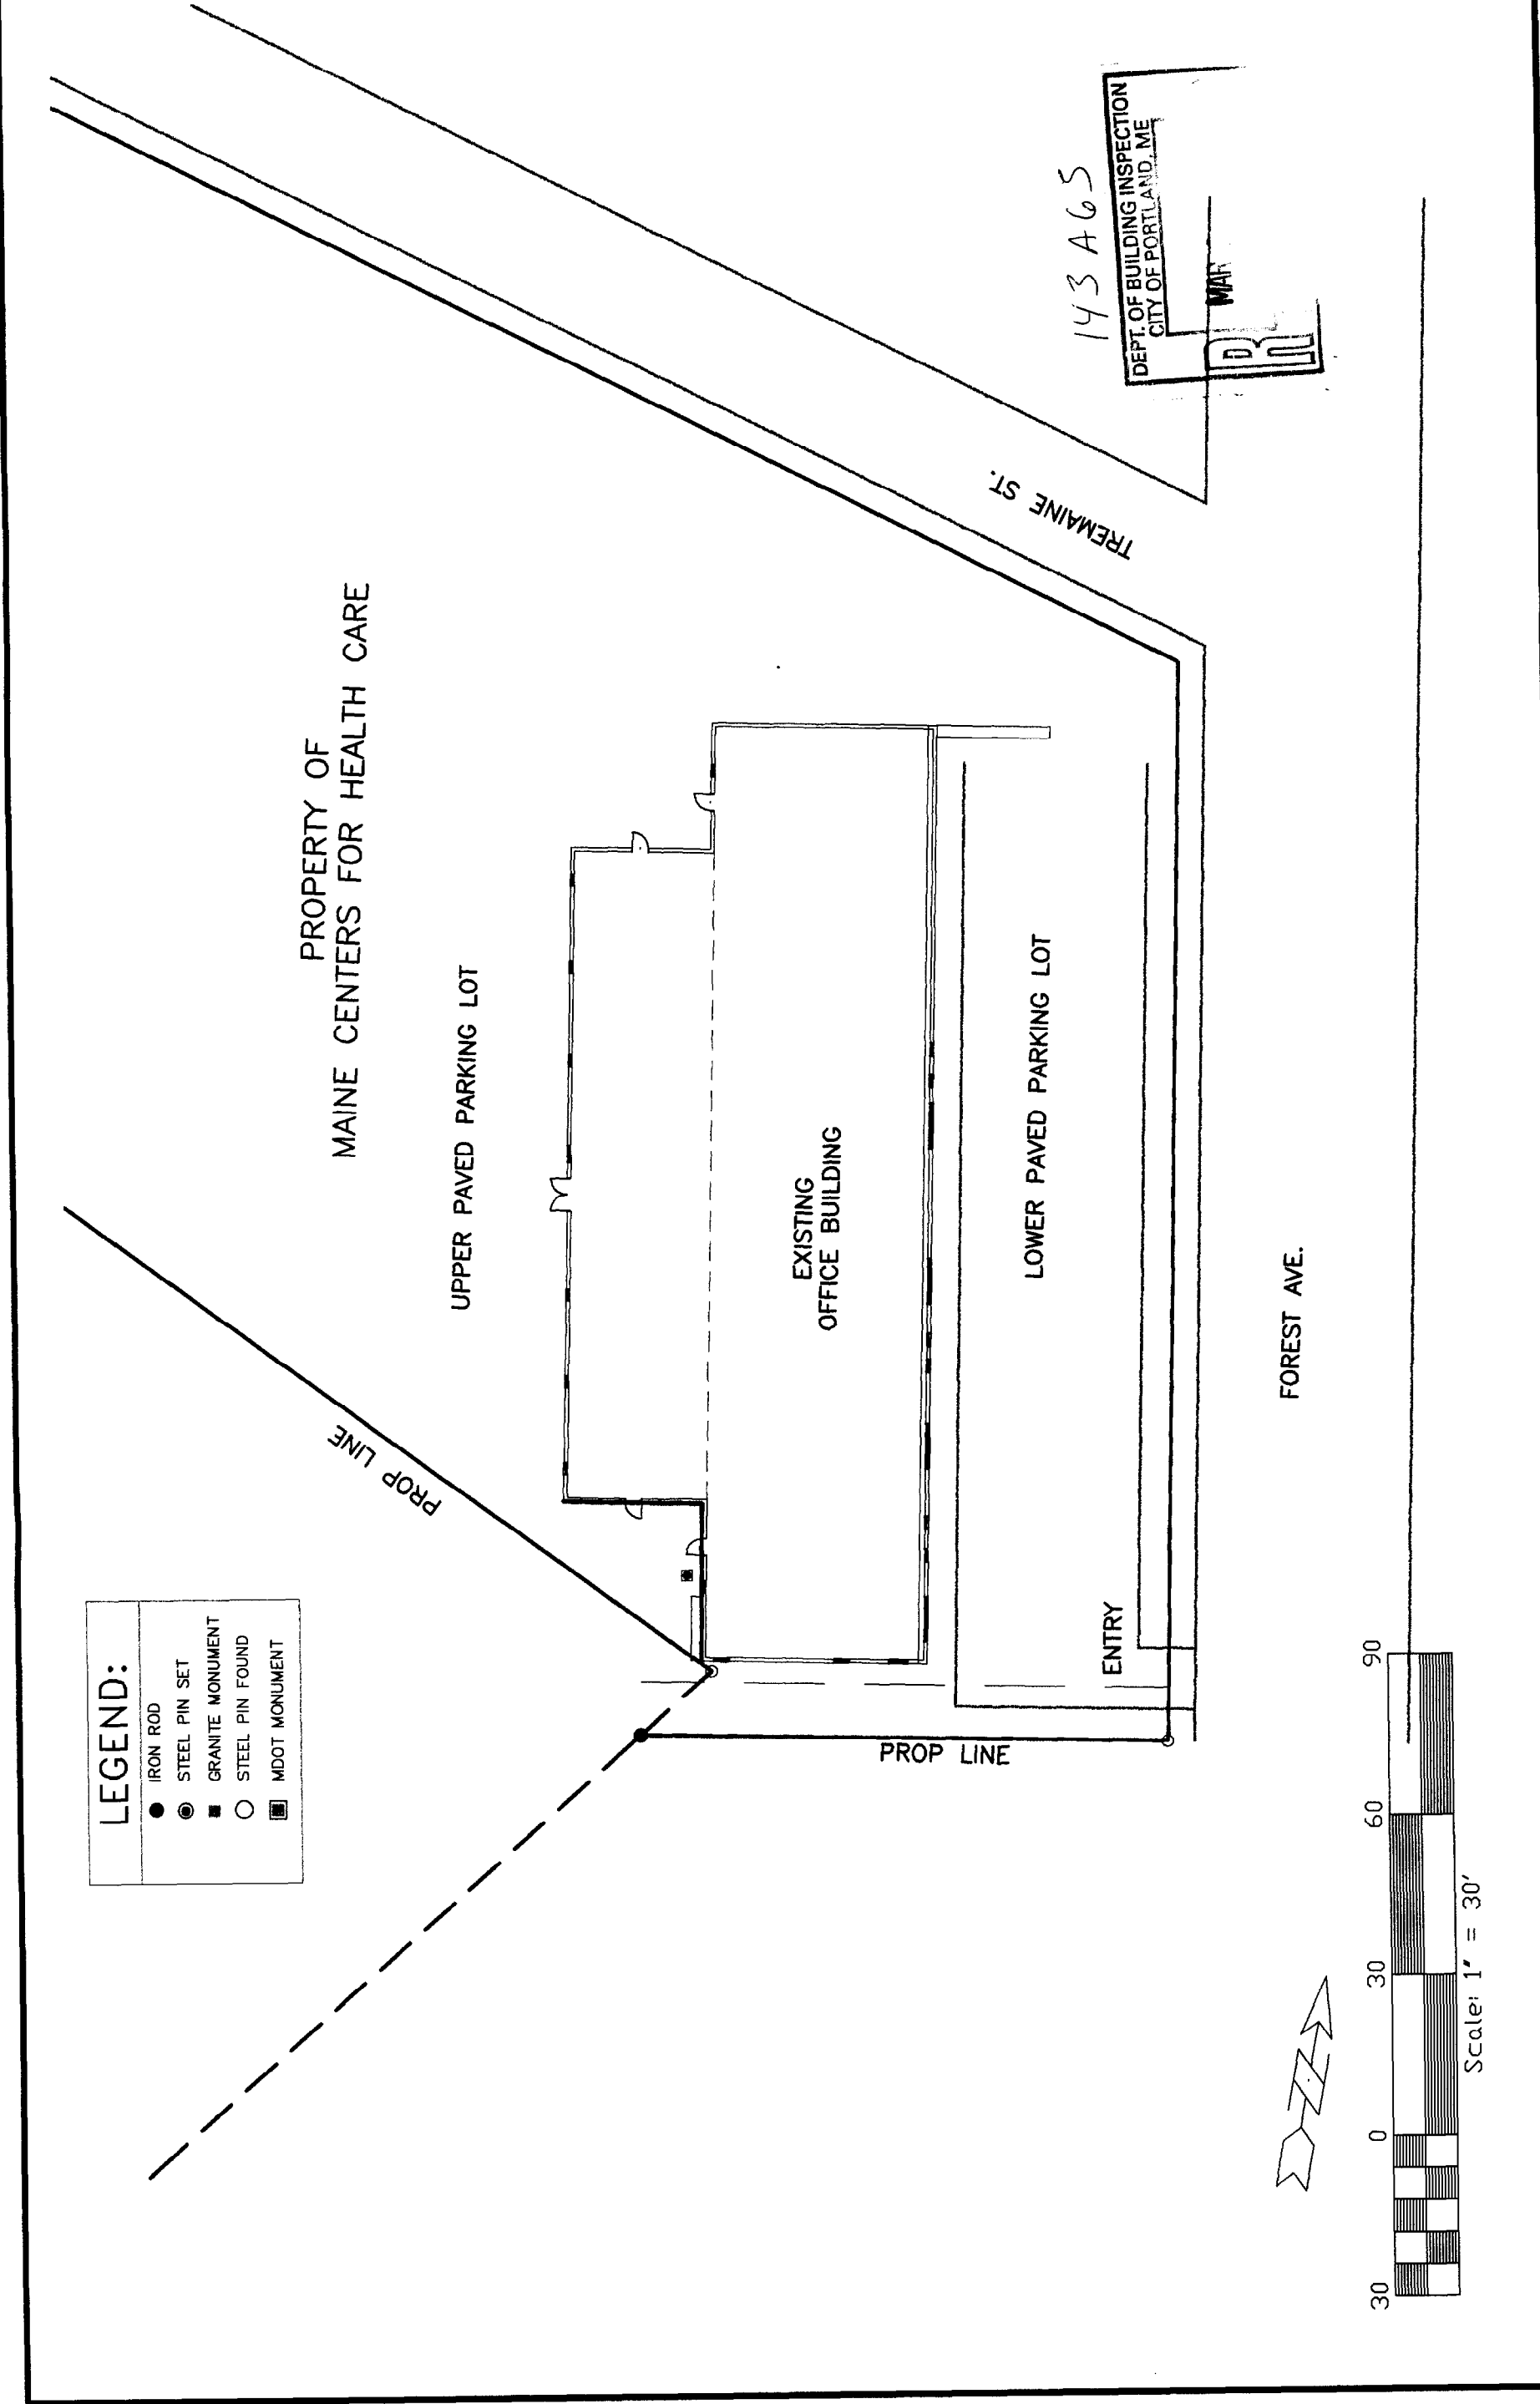 LEGEND:
IRON ROD
STEEL PIN SET
GRANITE MONUMENT
STEEL PIN FOUND
MDOT MONUMENT
PROPERTY OF
MAINE CENTERS FOR HEALTH CARE
UPPER PAVED PARKING LOT
PROP LINE
EXISTING
OFFICE BUILDING
LOWER PAVED PARKING LOT
ENTRY
PROP LINE
TREMAINE ST.
FOREST AVE.
143 A65
DEPT. OF BUILDING INSPECTION
CITY OF PORTLAND, ME
MAR
R
N
30 0 30 60 90
Scale: 1" = 30'